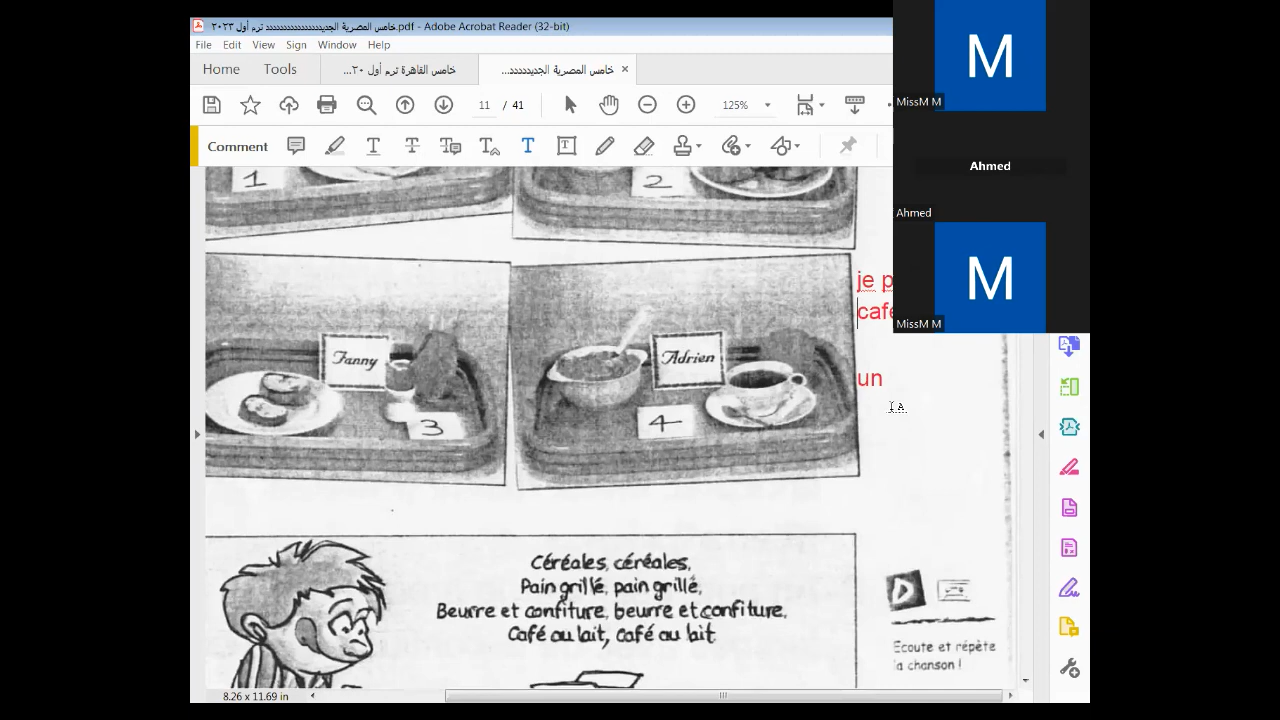 خامس المصرية الجديدددددددددددددددد ترم أول ٢٠٢٣.pdf - Adobe Acrobat Reader (32-bit)
File Edit View Sign Window Help
Home Tools خامس القاهرة ترم أول ٢٠... خامس المصرية الجديددددد... ×
11 / 41 125%
Comment
1 2
Fanny 3
Adrien 4
je p
café
un
Céréales, céréales,
Pain grillé, pain grillé,
Beurre et confiture, beurre et confiture,
Café au lait, café au lait
D
Ecoute et répète
la chanson !
8.26 x 11.69 in
M
MissM M
Ahmed
Ahmed
M
MissM M